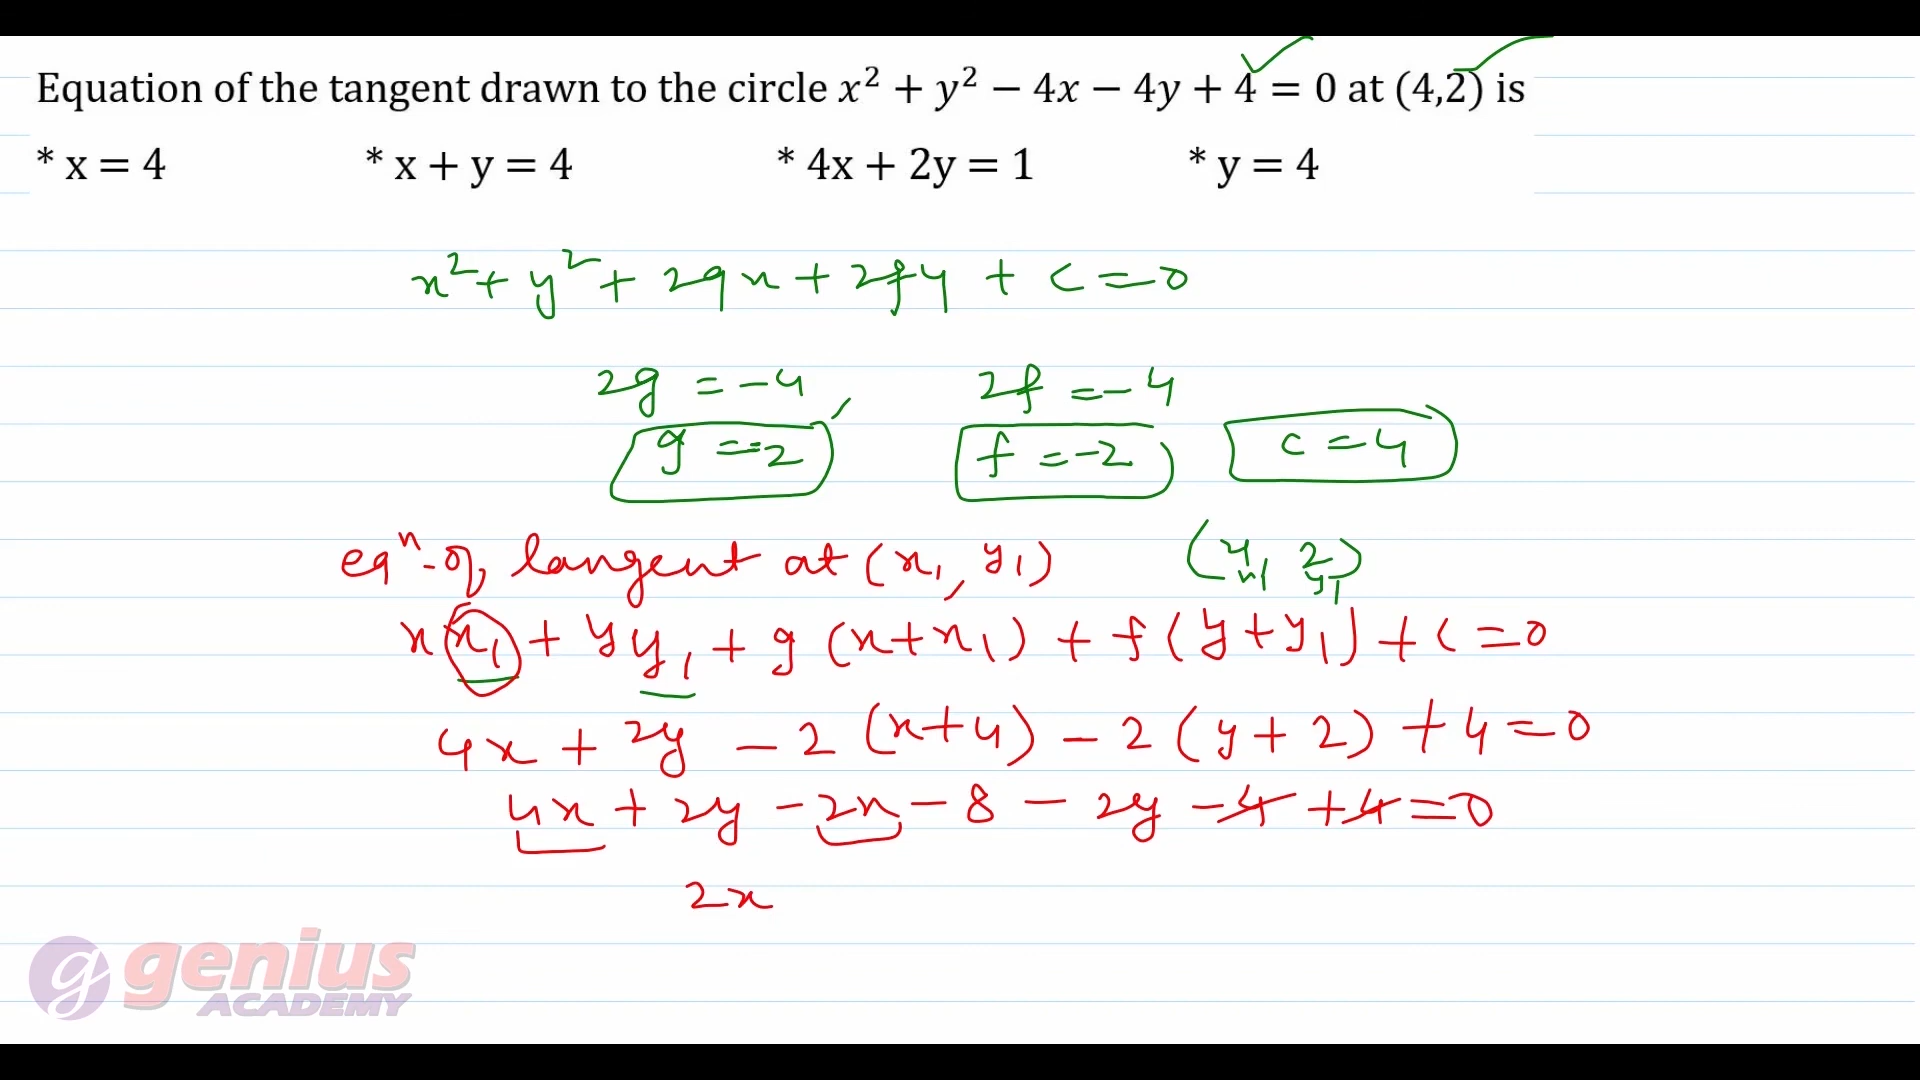 Equation of the tangent drawn to the circle x² + y² − 4x − 4y + 4 = 0 at (4,2) is
* x = 4 * x + y = 4 * 4x + 2y = 1 * y = 4
x² + y² + 2gx + 2fy + c = 0
2g = -4, 2f = -4
g = -2 f = -2 c = 4
eqⁿ. of tangent at (x₁, y₁) (4, 2)
x₁ y₁
xx₁ + yy₁ + g(x+x₁) + f(y+y₁) + c = 0
4x + 2y - 2(x+4) - 2(y+2) + 4 = 0
4x + 2y - 2x - 8 - 2y - 4 + 4 = 0
2x
genius
ACADEMY